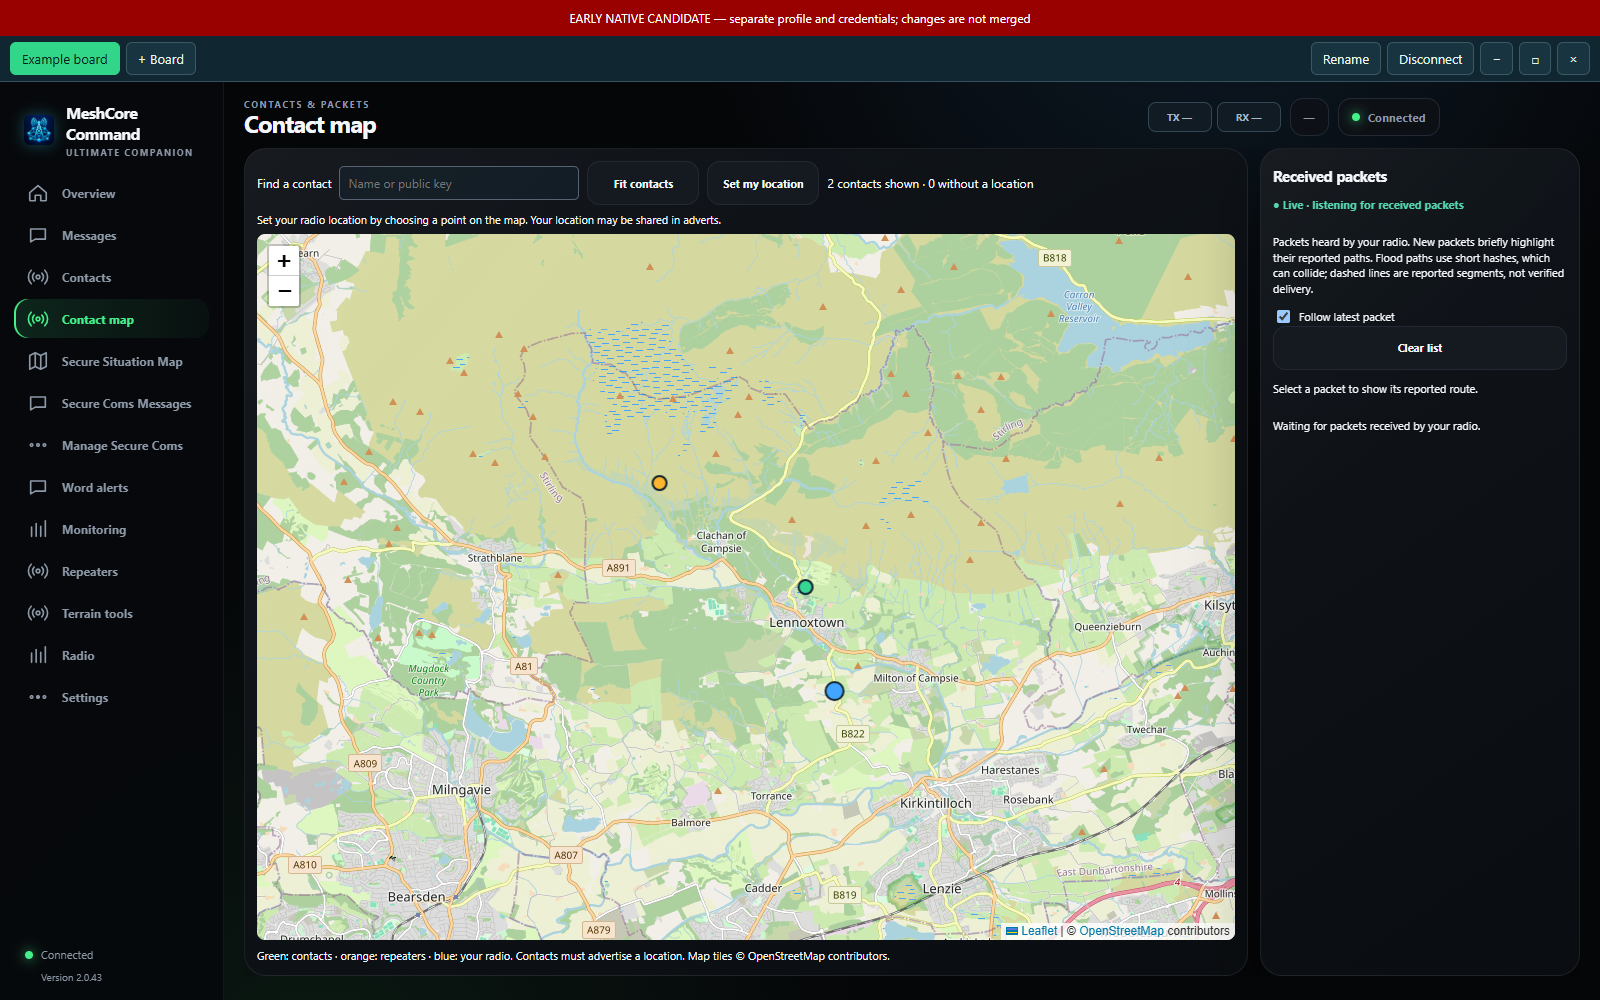 EARLY NATIVE CANDIDATE — separate profile and credentials; changes are not merged
Example board
+ Board
Rename
Disconnect
MeshCore
Command
ULTIMATE COMPANION
Overview
Messages
Contacts
Contact map
Secure Situation Map
Secure Coms Messages
Manage Secure Coms
Word alerts
Monitoring
Repeaters
Terrain tools
Radio
Settings
Connected
Version 2.0.43
CONTACTS & PACKETS
Contact map
TX —
RX —
—
Connected
Find a contact
Name or public key
Fit contacts
Set my location
2 contacts shown · 0 without a location
Set your radio location by choosing a point on the map. Your location may be shared in adverts.
+
−
earn
B818
Carron
Valley
Reservoir
Stirling
Stirling
Clachan of
Campsie
Strathblane
A891
Lennoxtown
Kilsyt
Queenzieburn
Auchin
A81
Mugdock
Country
Park
Milton of Campsie
B822
Twechar
A809
Harestanes
Bla
Milngavie
Torrance
Kirkintilloch
Rosebank
Balmore
A807
A810
East Dunbartonshire
Bearsden
Cadder
B819
Lenzie
4
Mollins
A879
Drumchapel
Leaflet | © OpenStreetMap contributors
Green: contacts · orange: repeaters · blue: your radio. Contacts must advertise a location. Map tiles © OpenStreetMap contributors.
Received packets
• Live · listening for received packets
Packets heard by your radio. New packets briefly highlight
their reported paths. Flood paths use short hashes, which
can collide; dashed lines are reported segments, not verified
delivery.
Follow latest packet
Clear list
Select a packet to show its reported route.
Waiting for packets received by your radio.